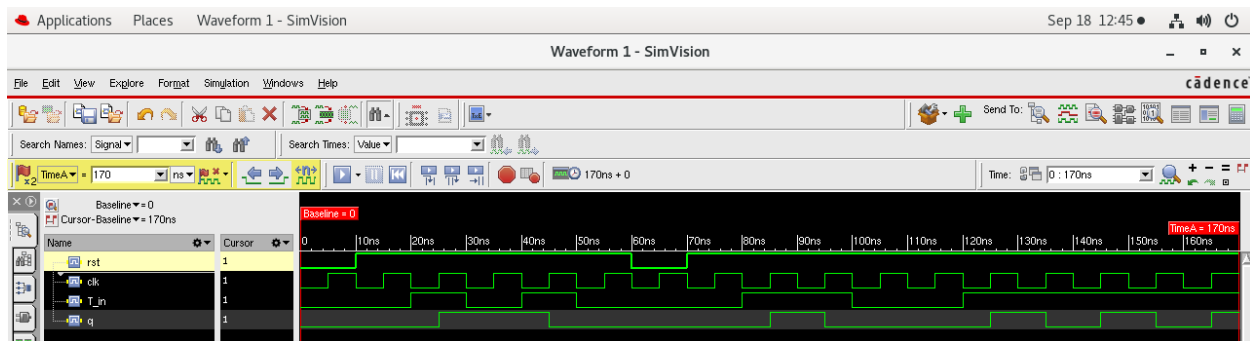 Applications Places Waveform 1 - SimVision Sep 18 12:45
Waveform 1 - SimVision
File Edit View Explore Format Simulation Windows Help cādence
Send To:
Search Names: Signal Search Times: Value
x2 TimeA = 170 ns 170ns + 0 Time: 0 : 170ns
Baseline = 0
Cursor-Baseline = 170ns
Baseline = 0
TimeA = 170ns
Name Cursor 0 10ns 20ns 30ns 40ns 50ns 60ns 70ns 80ns 90ns 100ns 110ns 120ns 130ns 140ns 150ns 160ns
rst 1
clk 1
T_in 1
q 1